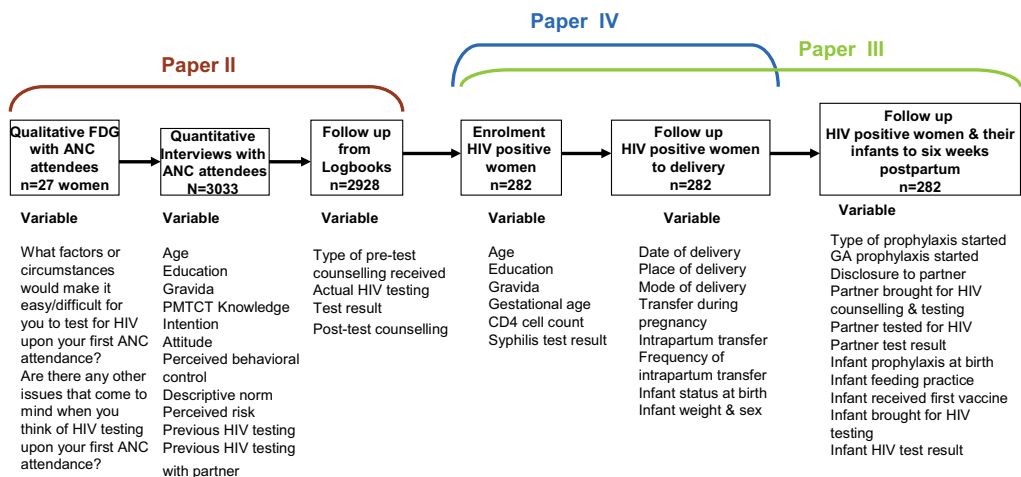 Paper IV
Paper III
Paper II
Qualitative FDG
with ANC
attendees
n=27 women
Quantitative
Interviews with
ANC attendees
N=3033
Follow up
from
Logbooks
n=2928
Enrolment
HIV positive
women
n=282
Follow up
HIV positive women
to delivery
n=282
Follow up
HIV positive women & their
infants to six weeks
postpartum
n=282
Variable
What factors or
circumstances
would make it
easy/difficult for
you to test for HIV
upon your first ANC
attendance?
Are there any other
issues that come to
mind when you
think of HIV testing
upon your first ANC
attendance?
Variable
Age
Education
Gravida
PMTCT Knowledge
Intention
Attitude
Perceived behavioral
control
Descriptive norm
Perceived risk
Previous HIV testing
Previous HIV testing
with partner
Variable
Type of pre-test
counselling received
Actual HIV testing
Test result
Post-test counselling
Variable
Age
Education
Gravida
Gestational age
CD4 cell count
Syphilis test result
Variable
Date of delivery
Place of delivery
Mode of delivery
Transfer during
pregnancy
Intrapartum transfer
Frequency of
intrapartum transfer
Infant status at birth
Infant weight & sex
Variable
Type of prophylaxis started
GA prophylaxis started
Disclosure to partner
Partner brought for HIV
counselling & testing
Partner tested for HIV
Partner test result
Infant prophylaxis at birth
Infant feeding practice
Infant received first vaccine
Infant brought for HIV
testing
Infant HIV test result